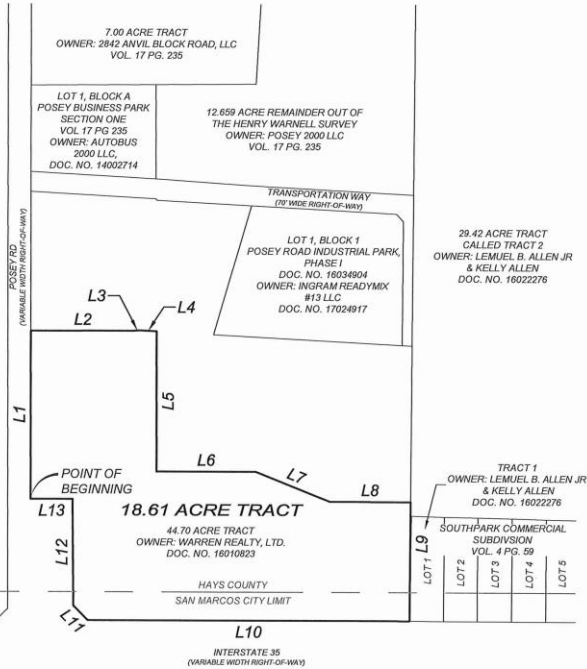 7.00 ACRE TRACT
OWNER: 2842 ANVIL BLOCK ROAD, LLC
VOL. 17 PG. 235
LOT 1, BLOCK A
POSEY BUSINESS PARK
SECTION ONE
VOL 17 PG 235
OWNER: AUTOBUS
2000 LLC,
DOC. NO. 14002714
12.659 ACRE REMAINDER OUT OF
THE HENRY WARNELL SURVEY
OWNER: POSEY 2000 LLC
VOL. 17 PG. 235
TRANSPORTATION WAY
(70' WIDE RIGHT-OF-WAY)
POSEY RD
(VARIABLE WIDTH RIGHT-OF-WAY)
LOT 1, BLOCK 1
POSEY ROAD INDUSTRIAL PARK,
PHASE I
DOC. NO. 16034904
OWNER: INGRAM READYMIX
#13 LLC
DOC. NO. 17024917
29.42 ACRE TRACT
CALLED TRACT 2
OWNER: LEMUEL B. ALLEN JR
& KELLY ALLEN
DOC. NO. 16022276
L3
L4
L2
L1
L5
L6
L7
L8
POINT OF
BEGINNING
L13
18.61 ACRE TRACT
44.70 ACRE TRACT
OWNER: WARREN REALTY, LTD.
DOC. NO. 16010823
TRACT 1
OWNER: LEMUEL B. ALLEN JR
& KELLY ALLEN
DOC. NO. 16022276
SOUTHPARK COMMERCIAL
SUBDIVSION
VOL. 4 PG. 59
L9
LOT 1
LOT 2
LOT 3
LOT 4
LOT 5
L12
HAYS COUNTY
SAN MARCOS CITY LIMIT
L11
L10
INTERSTATE 35
(VARIABLE WIDTH RIGHT-OF-WAY)